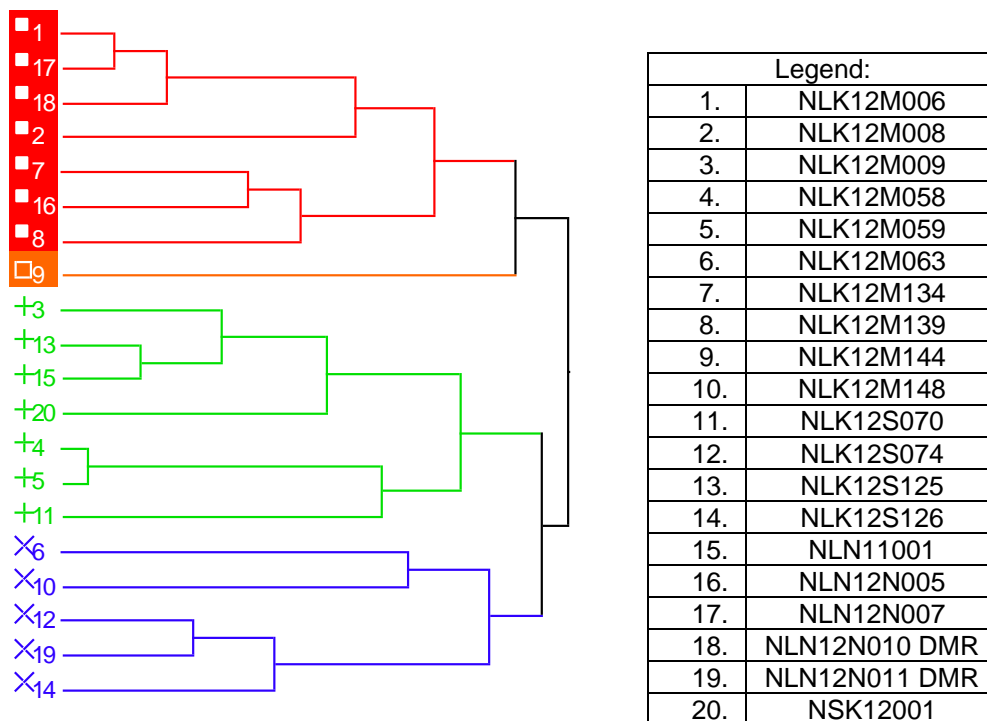 1
17
18
2
7
16
8
9
3
13
15
20
4
5
11
6
10
12
19
14
Legend:
1. NLK12M006
2. NLK12M008
3. NLK12M009
4. NLK12M058
5. NLK12M059
6. NLK12M063
7. NLK12M134
8. NLK12M139
9. NLK12M144
10. NLK12M148
11. NLK12S070
12. NLK12S074
13. NLK12S125
14. NLK12S126
15. NLN11001
16. NLN12N005
17. NLN12N007
18. NLN12N010 DMR
19. NLN12N011 DMR
20. NSK12001